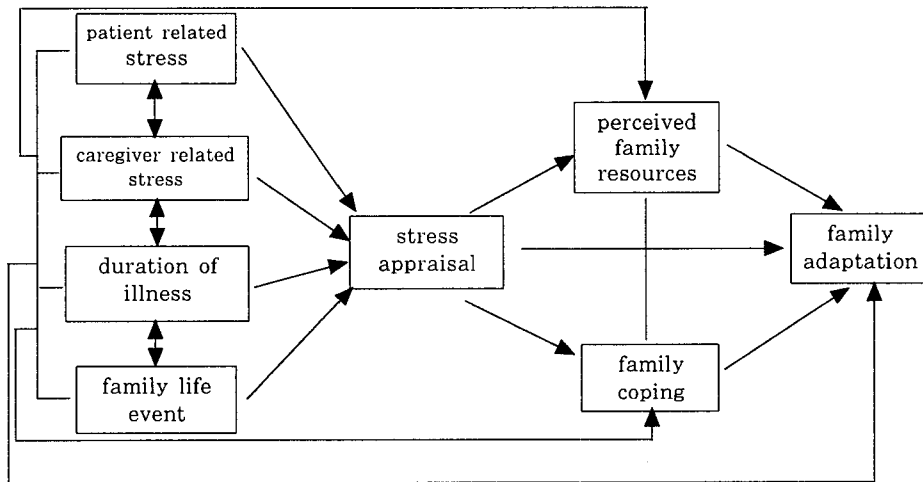 patient related
stress
caregiver related
stress
duration of
illness
family life
event
stress
appraisal
perceived
family
resources
family
coping
family
adaptation